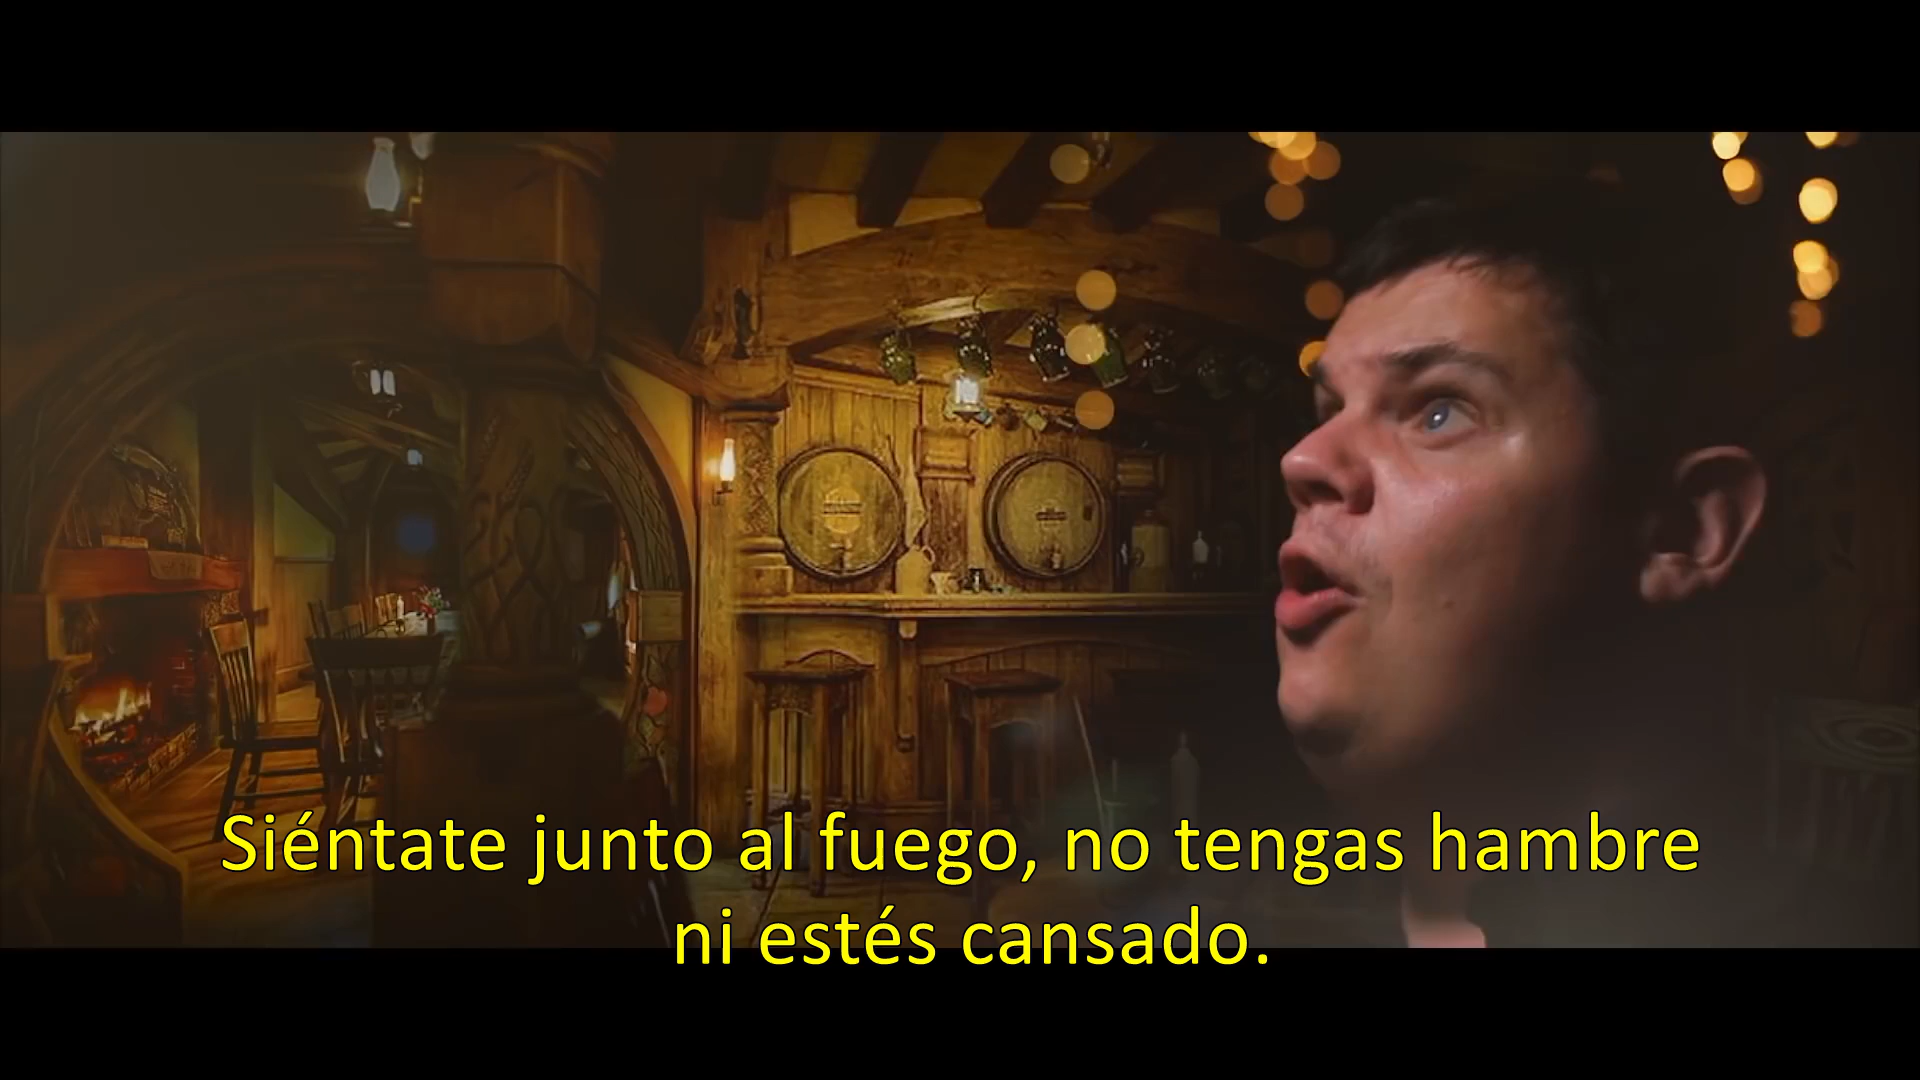 Siéntate junto al fuego, no tengas hambre
ni estés cansado.